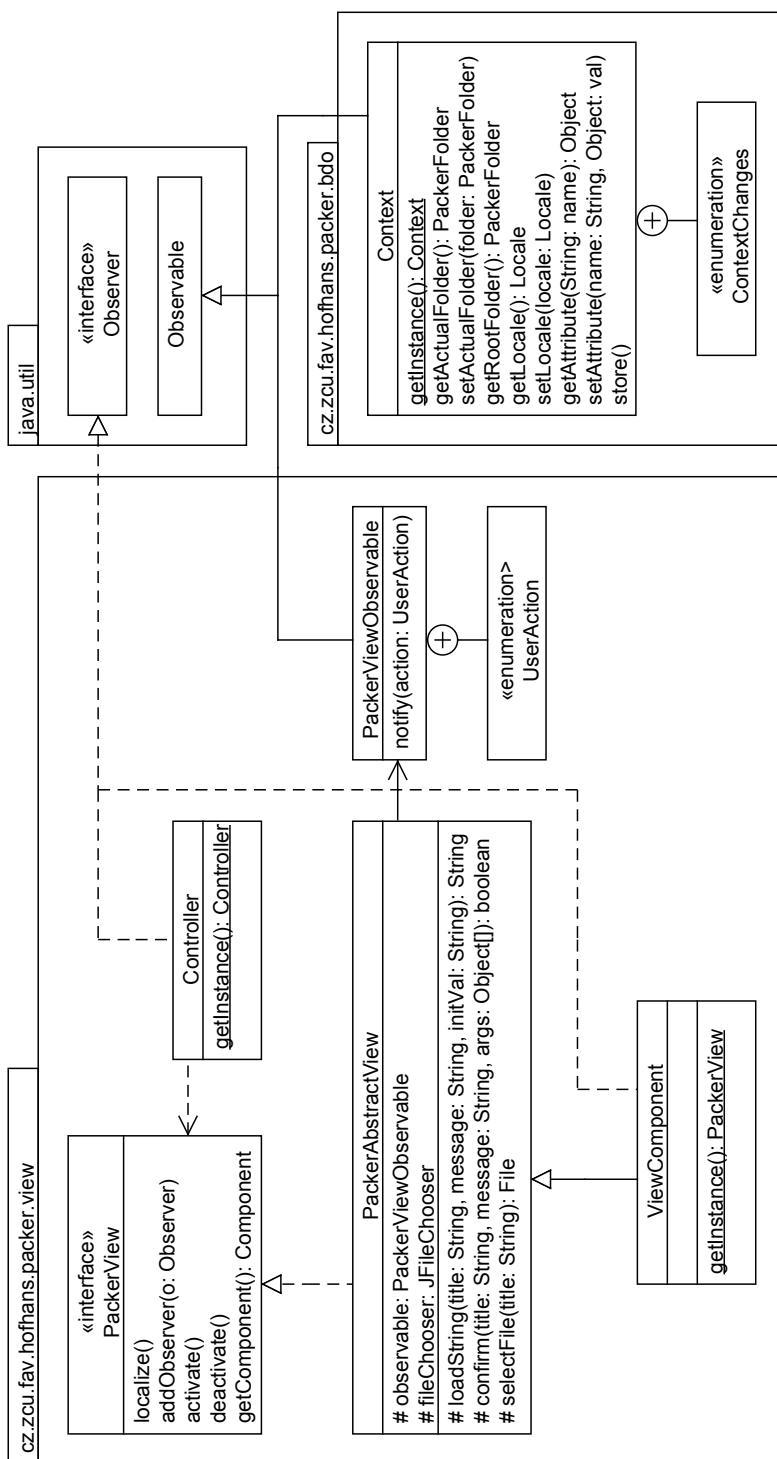 cz.zcu.fav.hofhans.packer.view
«interface»
PackerView
localize()
addObserver(o: Observer)
activate()
deactivate()
getComponent(): Component
Controller
getInstance(): Controller
PackerAbstractView
# observable: PackerViewObservable
# fileChooser: JFileChooser
# loadString(title: String, message: String, initVal: String): String
# confirm(title: String, message: String, args: Object[]): boolean
# selectFile(title: String): File
ViewComponent
getInstance(): PackerView
PackerViewObservable
notify(action: UserAction)
«enumeration>
UserAction
java.util
«interface»
Observer
Observable
cz.zcu.fav.hofhans.packer.bdo
Context
getInstance(): Context
getActualFolder(): PackerFolder
setActualFolder(folder: PackerFolder)
getRootFolder(): PackerFolder
getLocale(): Locale
setLocale(locale: Locale)
getAttribute(String: name): Object
setAttribute(name: String, Object: val)
store()
«enumeration»
ContextChanges